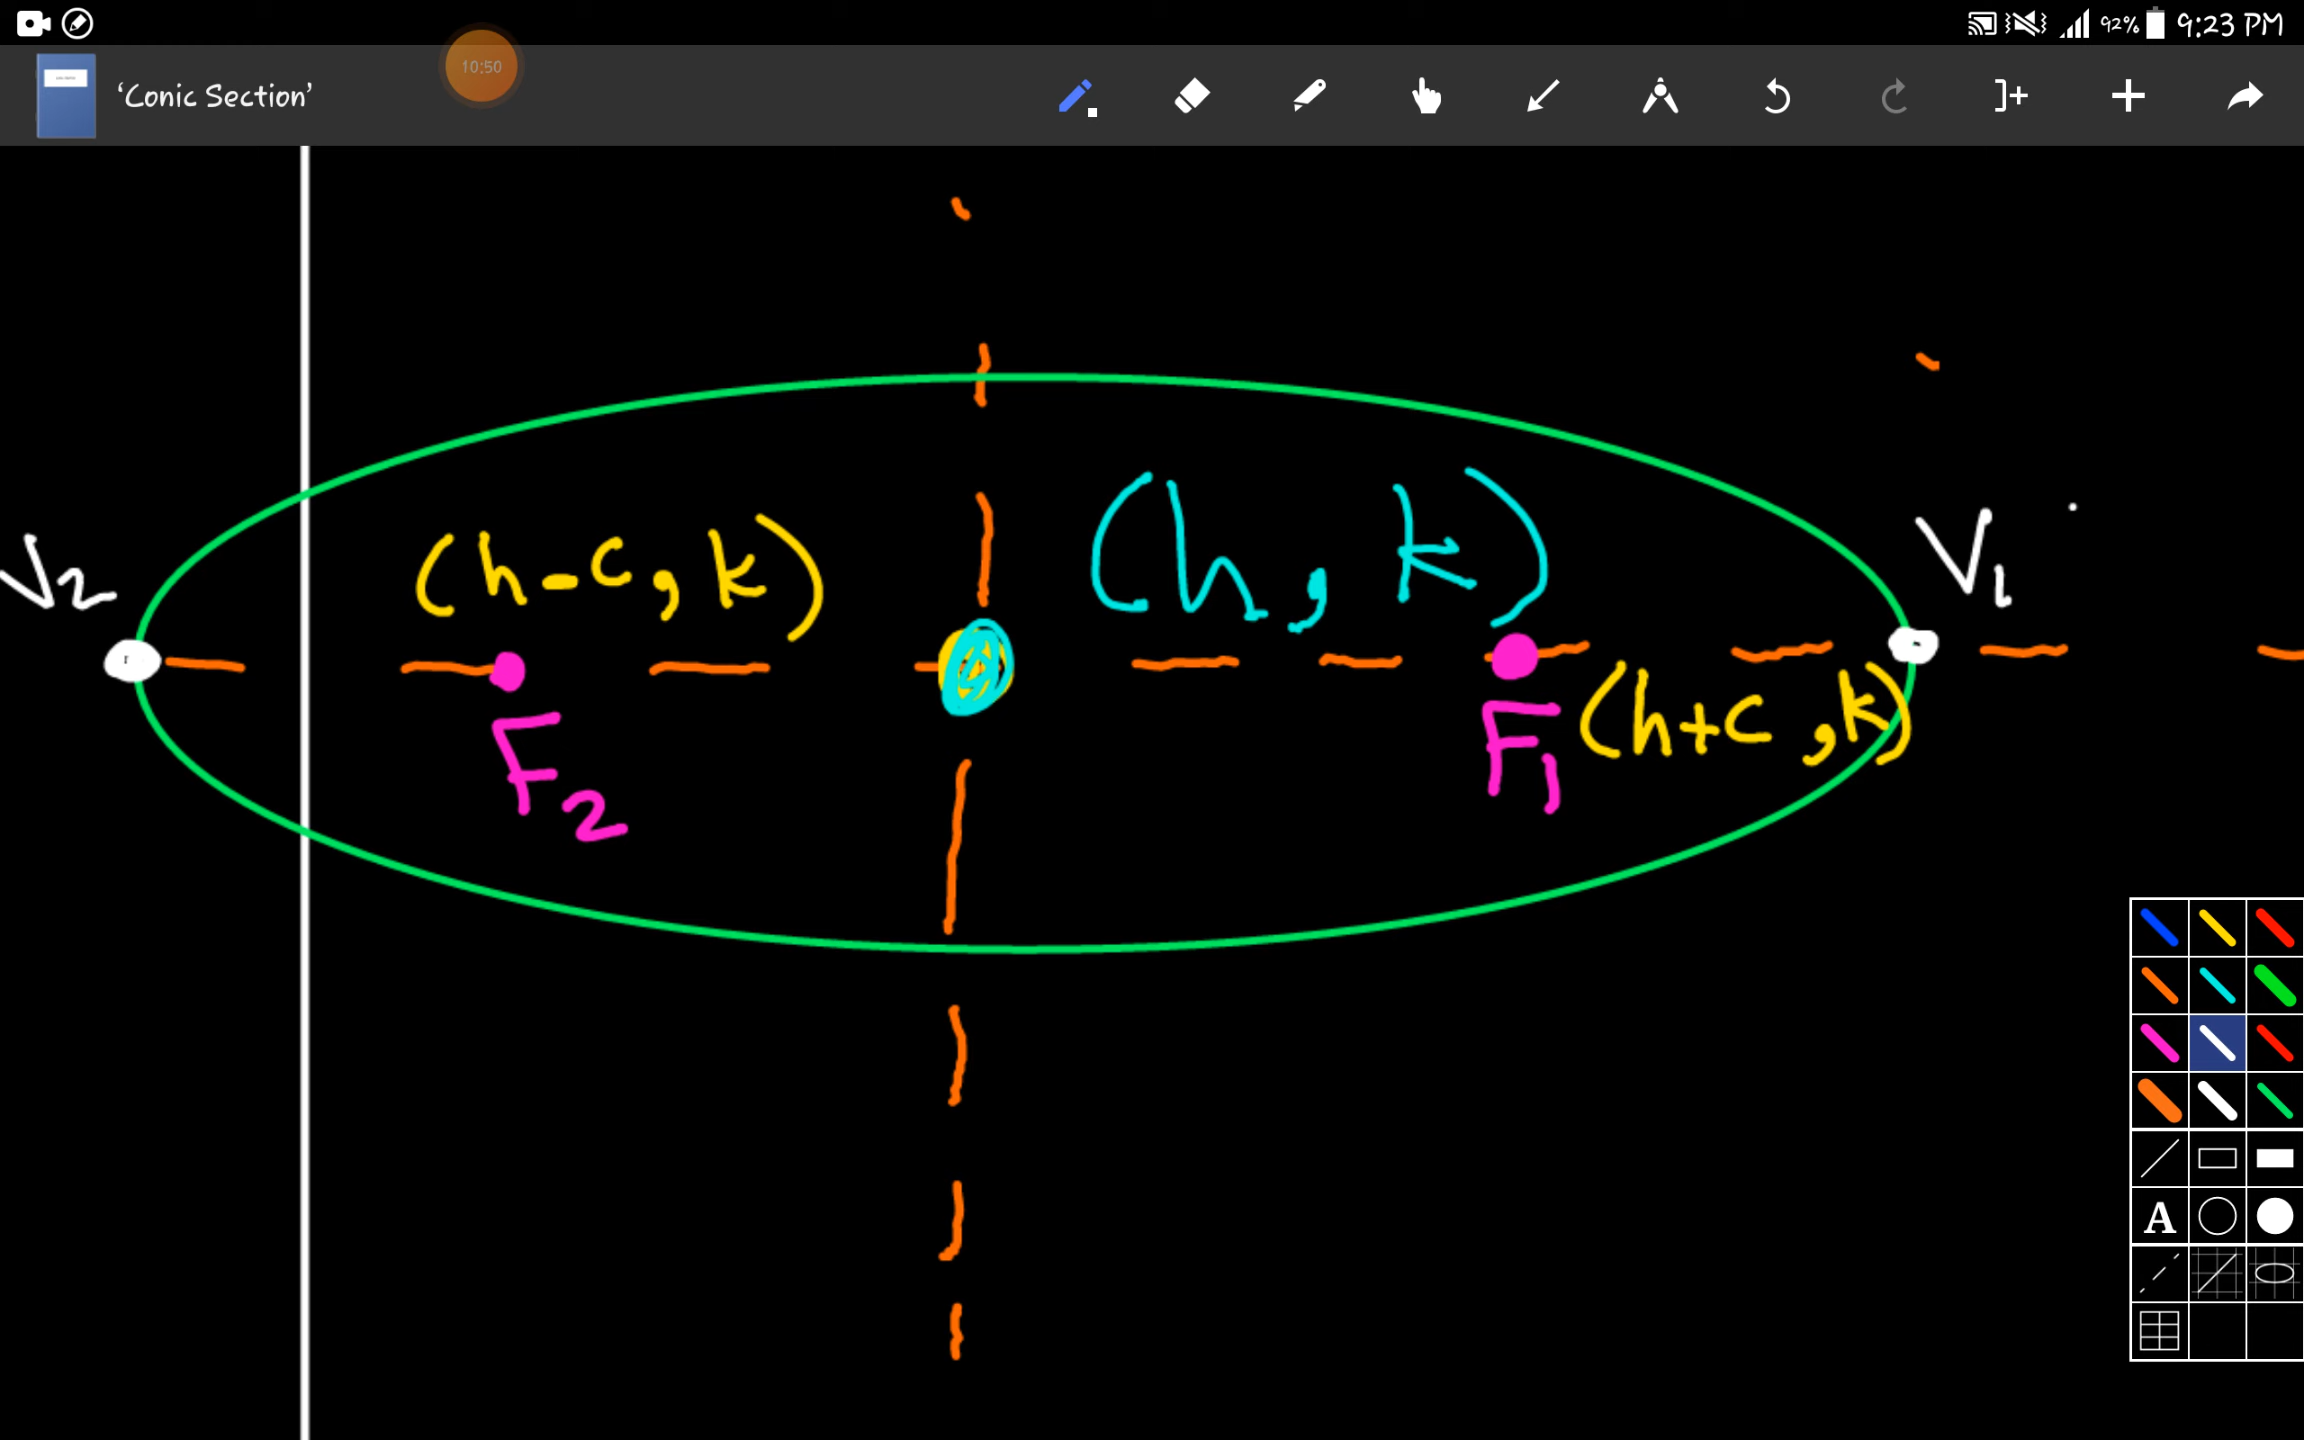 92% 9:23 PM
'Conic Section' 10:50
(h-c, k) (h, k)
V2 V1
F2 F1 (h+c, k)
A